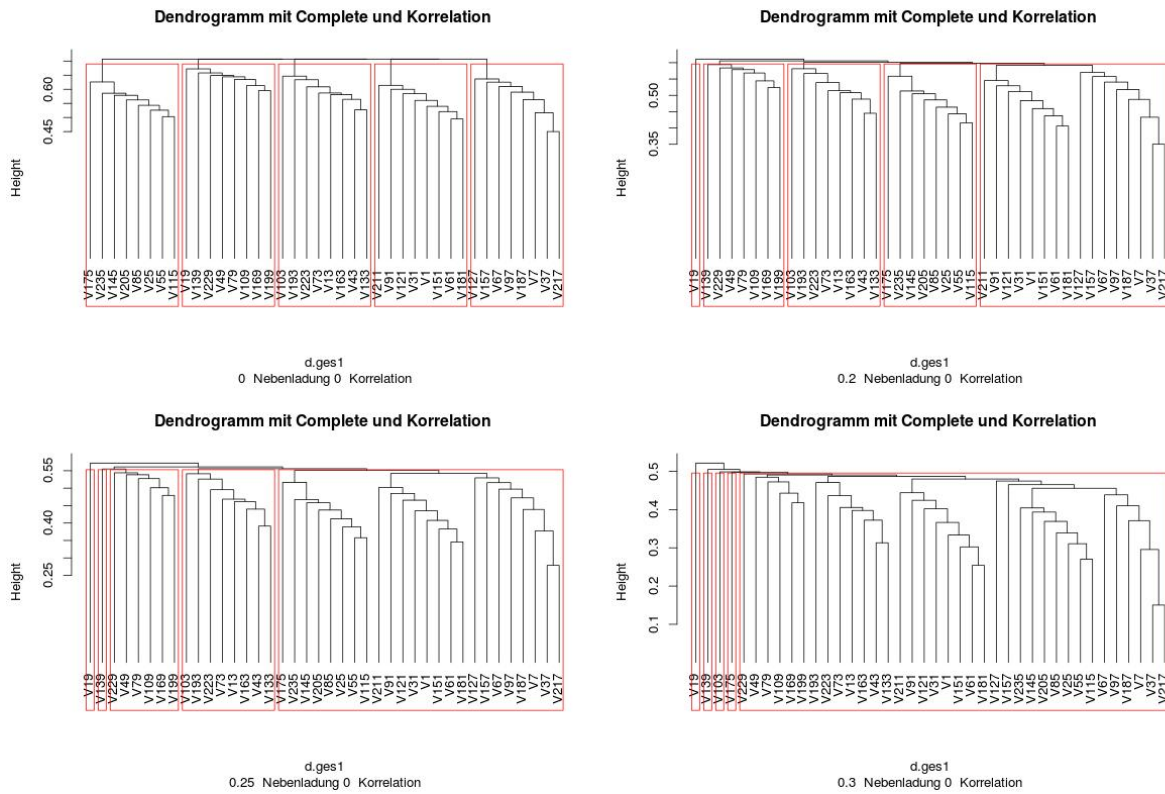 Dendrogramm mit Complete und Korrelation
Height
0.60
0.45
V175 V235 V145 V205 V85 V25 V55 V115 V19 V139 V229 V49 V79 V109 V169 V199 V103 V193 V223 V73 V13 V163 V43 V133 V211 V91 V121 V31 V1 V151 V61 V181 V127 V157 V67 V97 V187 V7 V37 V217
d.ges1
0 Nebenladung 0 Korrelation
Dendrogramm mit Complete und Korrelation
Height
0.50
0.35
V19 V139 V229 V49 V79 V109 V169 V199 V103 V193 V223 V73 V13 V163 V43 V133 V175 V235 V145 V205 V85 V25 V55 V115 V211 V91 V121 V31 V1 V151 V61 V181 V127 V157 V67 V97 V187 V7 V37 V217
d.ges1
0.2 Nebenladung 0 Korrelation
Dendrogramm mit Complete und Korrelation
Height
0.55
0.40
0.25
V19 V139 V229 V49 V79 V109 V169 V199 V103 V193 V223 V73 V13 V163 V43 V133 V175 V235 V145 V205 V85 V25 V55 V115 V211 V91 V121 V31 V1 V151 V61 V181 V127 V157 V67 V97 V187 V7 V37 V217
d.ges1
0.25 Nebenladung 0 Korrelation
Dendrogramm mit Complete und Korrelation
Height
0.5
0.4
0.3
0.2
0.1
V19 V139 V103 V175 V229 V49 V79 V109 V169 V199 V193 V223 V73 V13 V163 V43 V133 V211 V91 V121 V31 V1 V151 V61 V181 V127 V157 V235 V145 V205 V85 V25 V55 V115 V67 V97 V187 V7 V37 V217
d.ges1
0.3 Nebenladung 0 Korrelation